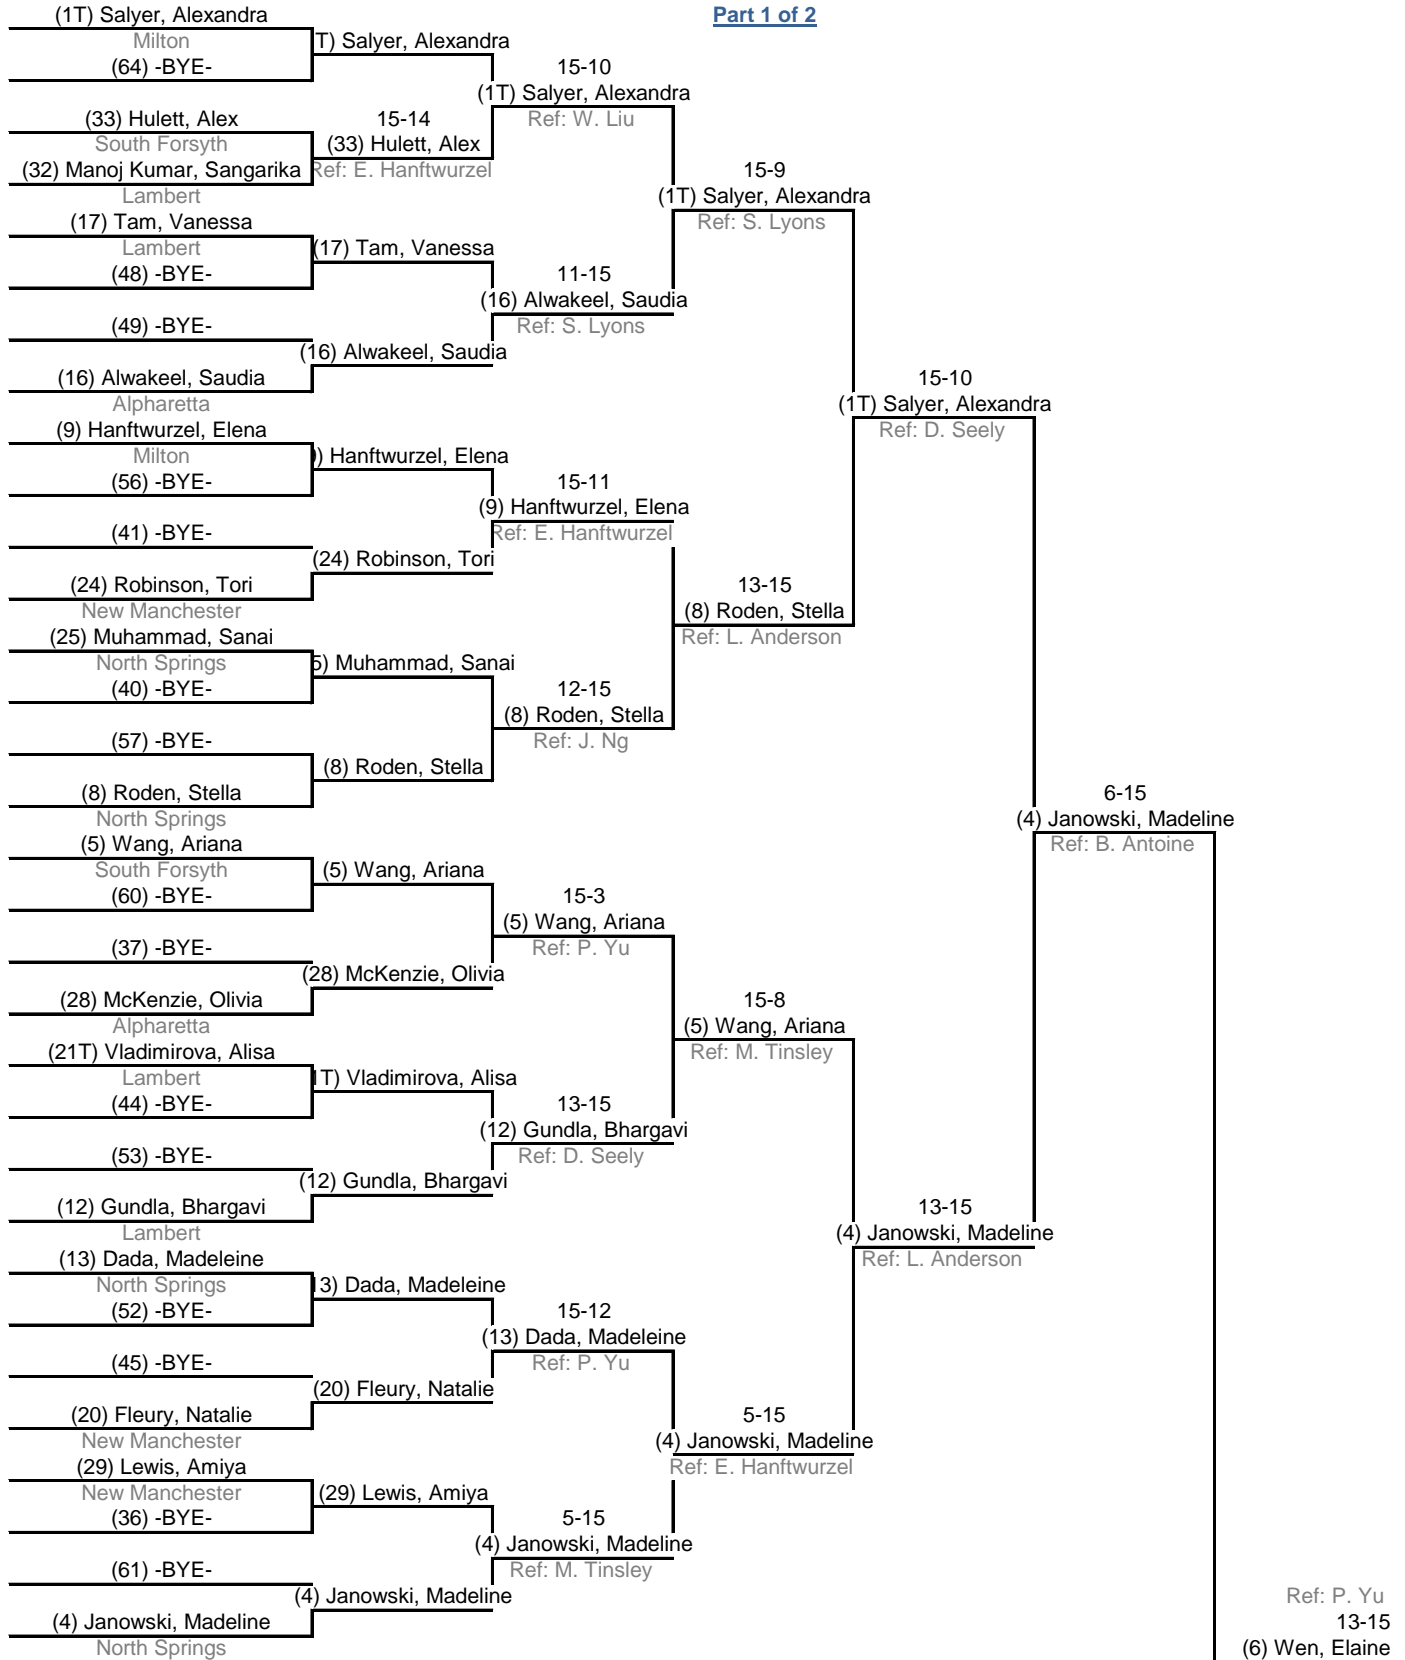 Part 1 of 2
(1T) Salyer, Alexandra
Milton
(64) -BYE-
(33) Hulett, Alex
South Forsyth
(32) Manoj Kumar, Sangarika
Lambert
(17) Tam, Vanessa
Lambert
(48) -BYE-
(49) -BYE-
(16) Alwakeel, Saudia
Alpharetta
(9) Hanftwurzel, Elena
Milton
(56) -BYE-
(41) -BYE-
(24) Robinson, Tori
New Manchester
(25) Muhammad, Sanai
North Springs
(40) -BYE-
(57) -BYE-
(8) Roden, Stella
North Springs
(5) Wang, Ariana
South Forsyth
(60) -BYE-
(37) -BYE-
(28) McKenzie, Olivia
Alpharetta
(21T) Vladimirova, Alisa
Lambert
(44) -BYE-
(53) -BYE-
(12) Gundla, Bhargavi
Lambert
(13) Dada, Madeleine
North Springs
(52) -BYE-
(45) -BYE-
(20) Fleury, Natalie
New Manchester
(29) Lewis, Amiya
New Manchester
(36) -BYE-
(61) -BYE-
(4) Janowski, Madeline
North Springs
T) Salyer, Alexandra
15-14
(33) Hulett, Alex
Ref: E. Hanftwurzel
(17) Tam, Vanessa
(16) Alwakeel, Saudia
) Hanftwurzel, Elena
(24) Robinson, Tori
5) Muhammad, Sanai
(8) Roden, Stella
(5) Wang, Ariana
(28) McKenzie, Olivia
1T) Vladimirova, Alisa
(12) Gundla, Bhargavi
13) Dada, Madeleine
(20) Fleury, Natalie
(29) Lewis, Amiya
(4) Janowski, Madeline
15-10
(1T) Salyer, Alexandra
Ref: W. Liu
11-15
(16) Alwakeel, Saudia
Ref: S. Lyons
15-11
(9) Hanftwurzel, Elena
Ref: E. Hanftwurzel
12-15
(8) Roden, Stella
Ref: J. Ng
15-3
(5) Wang, Ariana
Ref: P. Yu
13-15
(12) Gundla, Bhargavi
Ref: D. Seely
15-12
(13) Dada, Madeleine
Ref: P. Yu
5-15
(4) Janowski, Madeline
Ref: M. Tinsley
15-9
(1T) Salyer, Alexandra
Ref: S. Lyons
13-15
(8) Roden, Stella
Ref: L. Anderson
15-8
(5) Wang, Ariana
Ref: M. Tinsley
5-15
(4) Janowski, Madeline
Ref: E. Hanftwurzel
15-10
(1T) Salyer, Alexandra
Ref: D. Seely
13-15
(4) Janowski, Madeline
Ref: L. Anderson
6-15
(4) Janowski, Madeline
Ref: B. Antoine
Ref: P. Yu
13-15
(6) Wen, Elaine